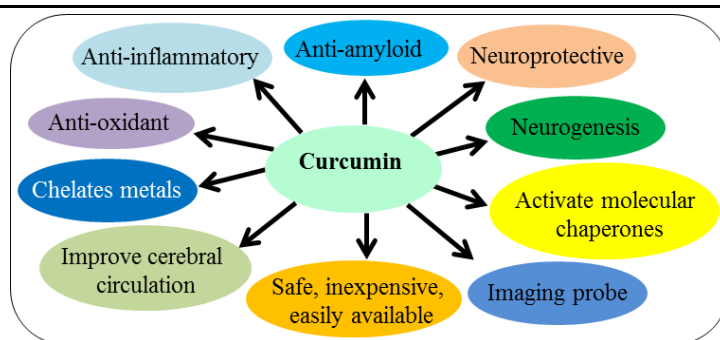 Anti-inflammatory
Anti-amyloid
Neuroprotective
Anti-oxidant
Curcumin
Neurogenesis
Chelates metals
Activate molecular
chaperones
Improve cerebral
circulation
Safe, inexpensive,
easily available
Imaging probe